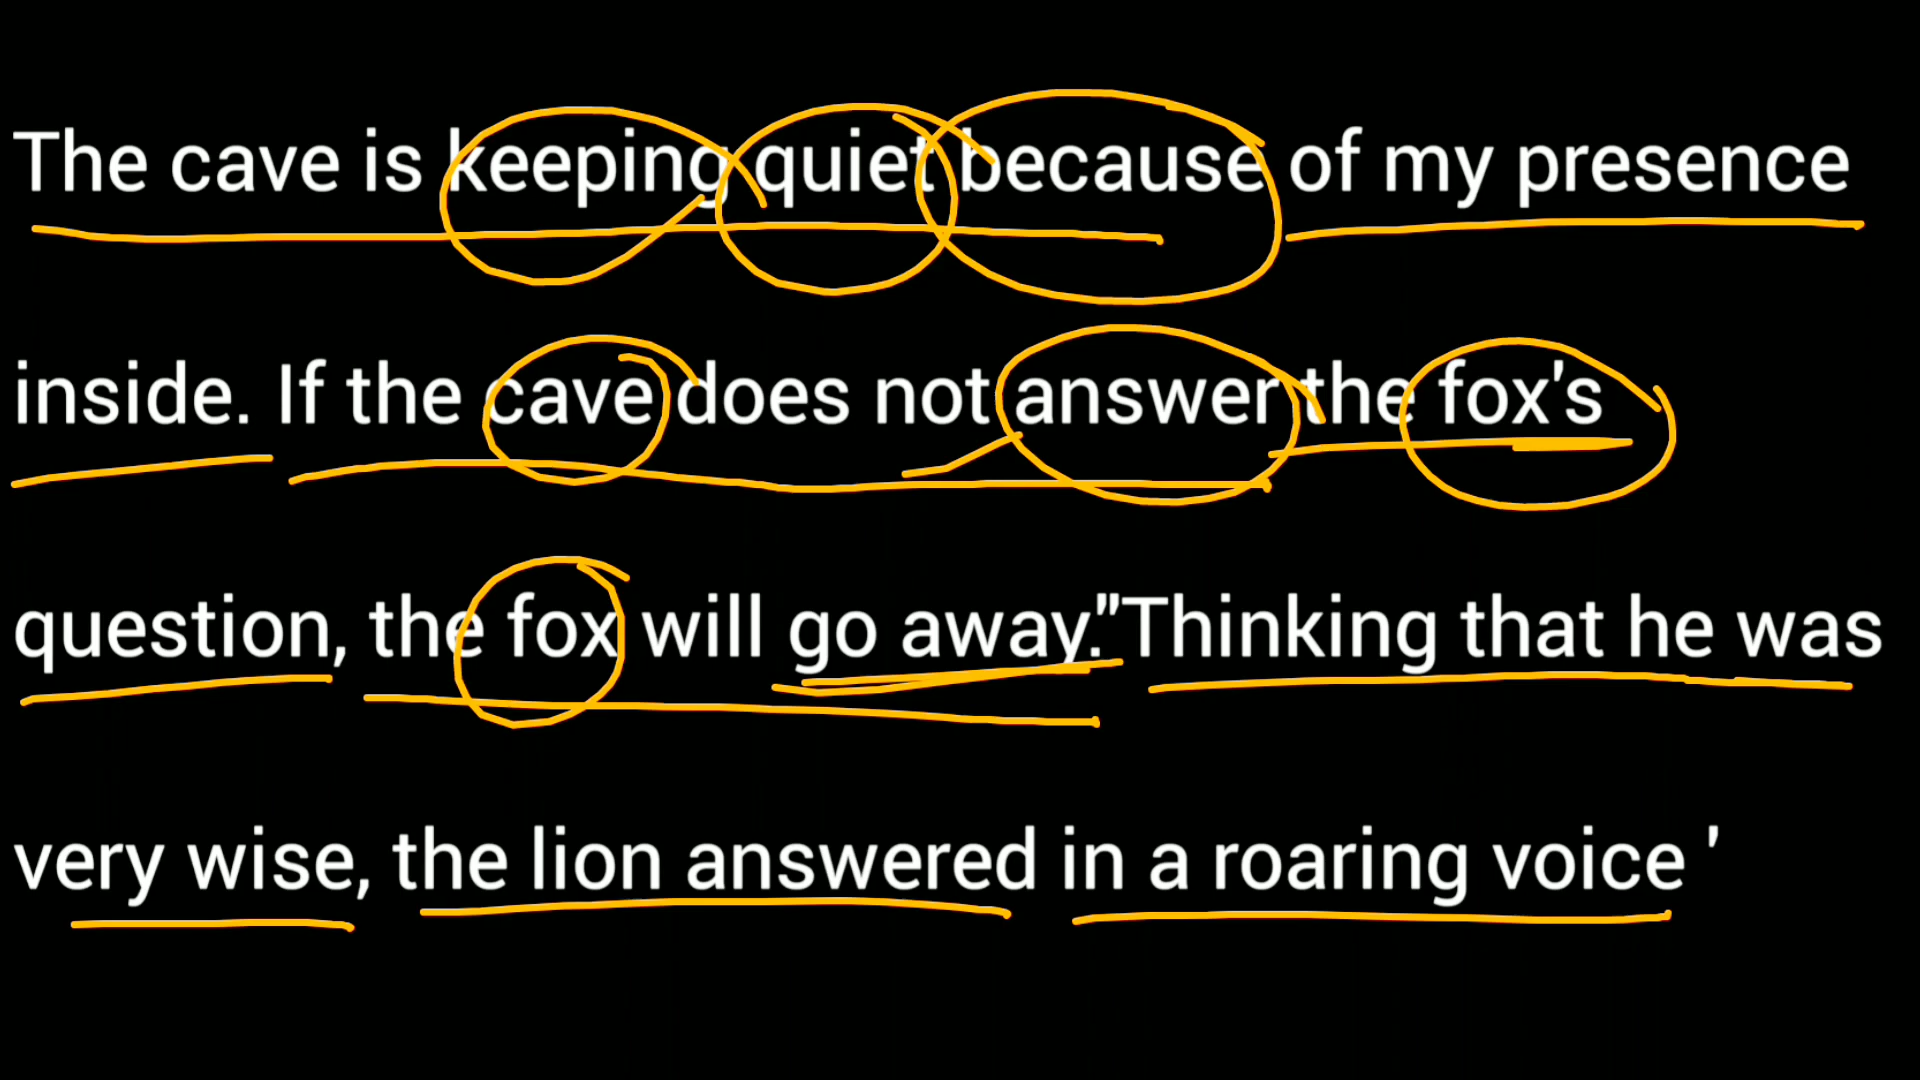 The cave is keeping quiet because of my presence
inside. If the cave does not answer the fox's
question, the fox will go away."Thinking that he was
very wise, the lion answered in a roaring voice '